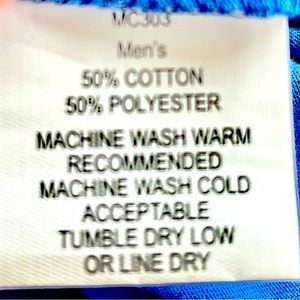 MC303
Men's
50% COTTON
50% POLYESTER
MACHINE WASH WARM
RECOMMENDED
MACHINE WASH COLD
ACCEPTABLE
TUMBLE DRY LOW
OR LINE DRY